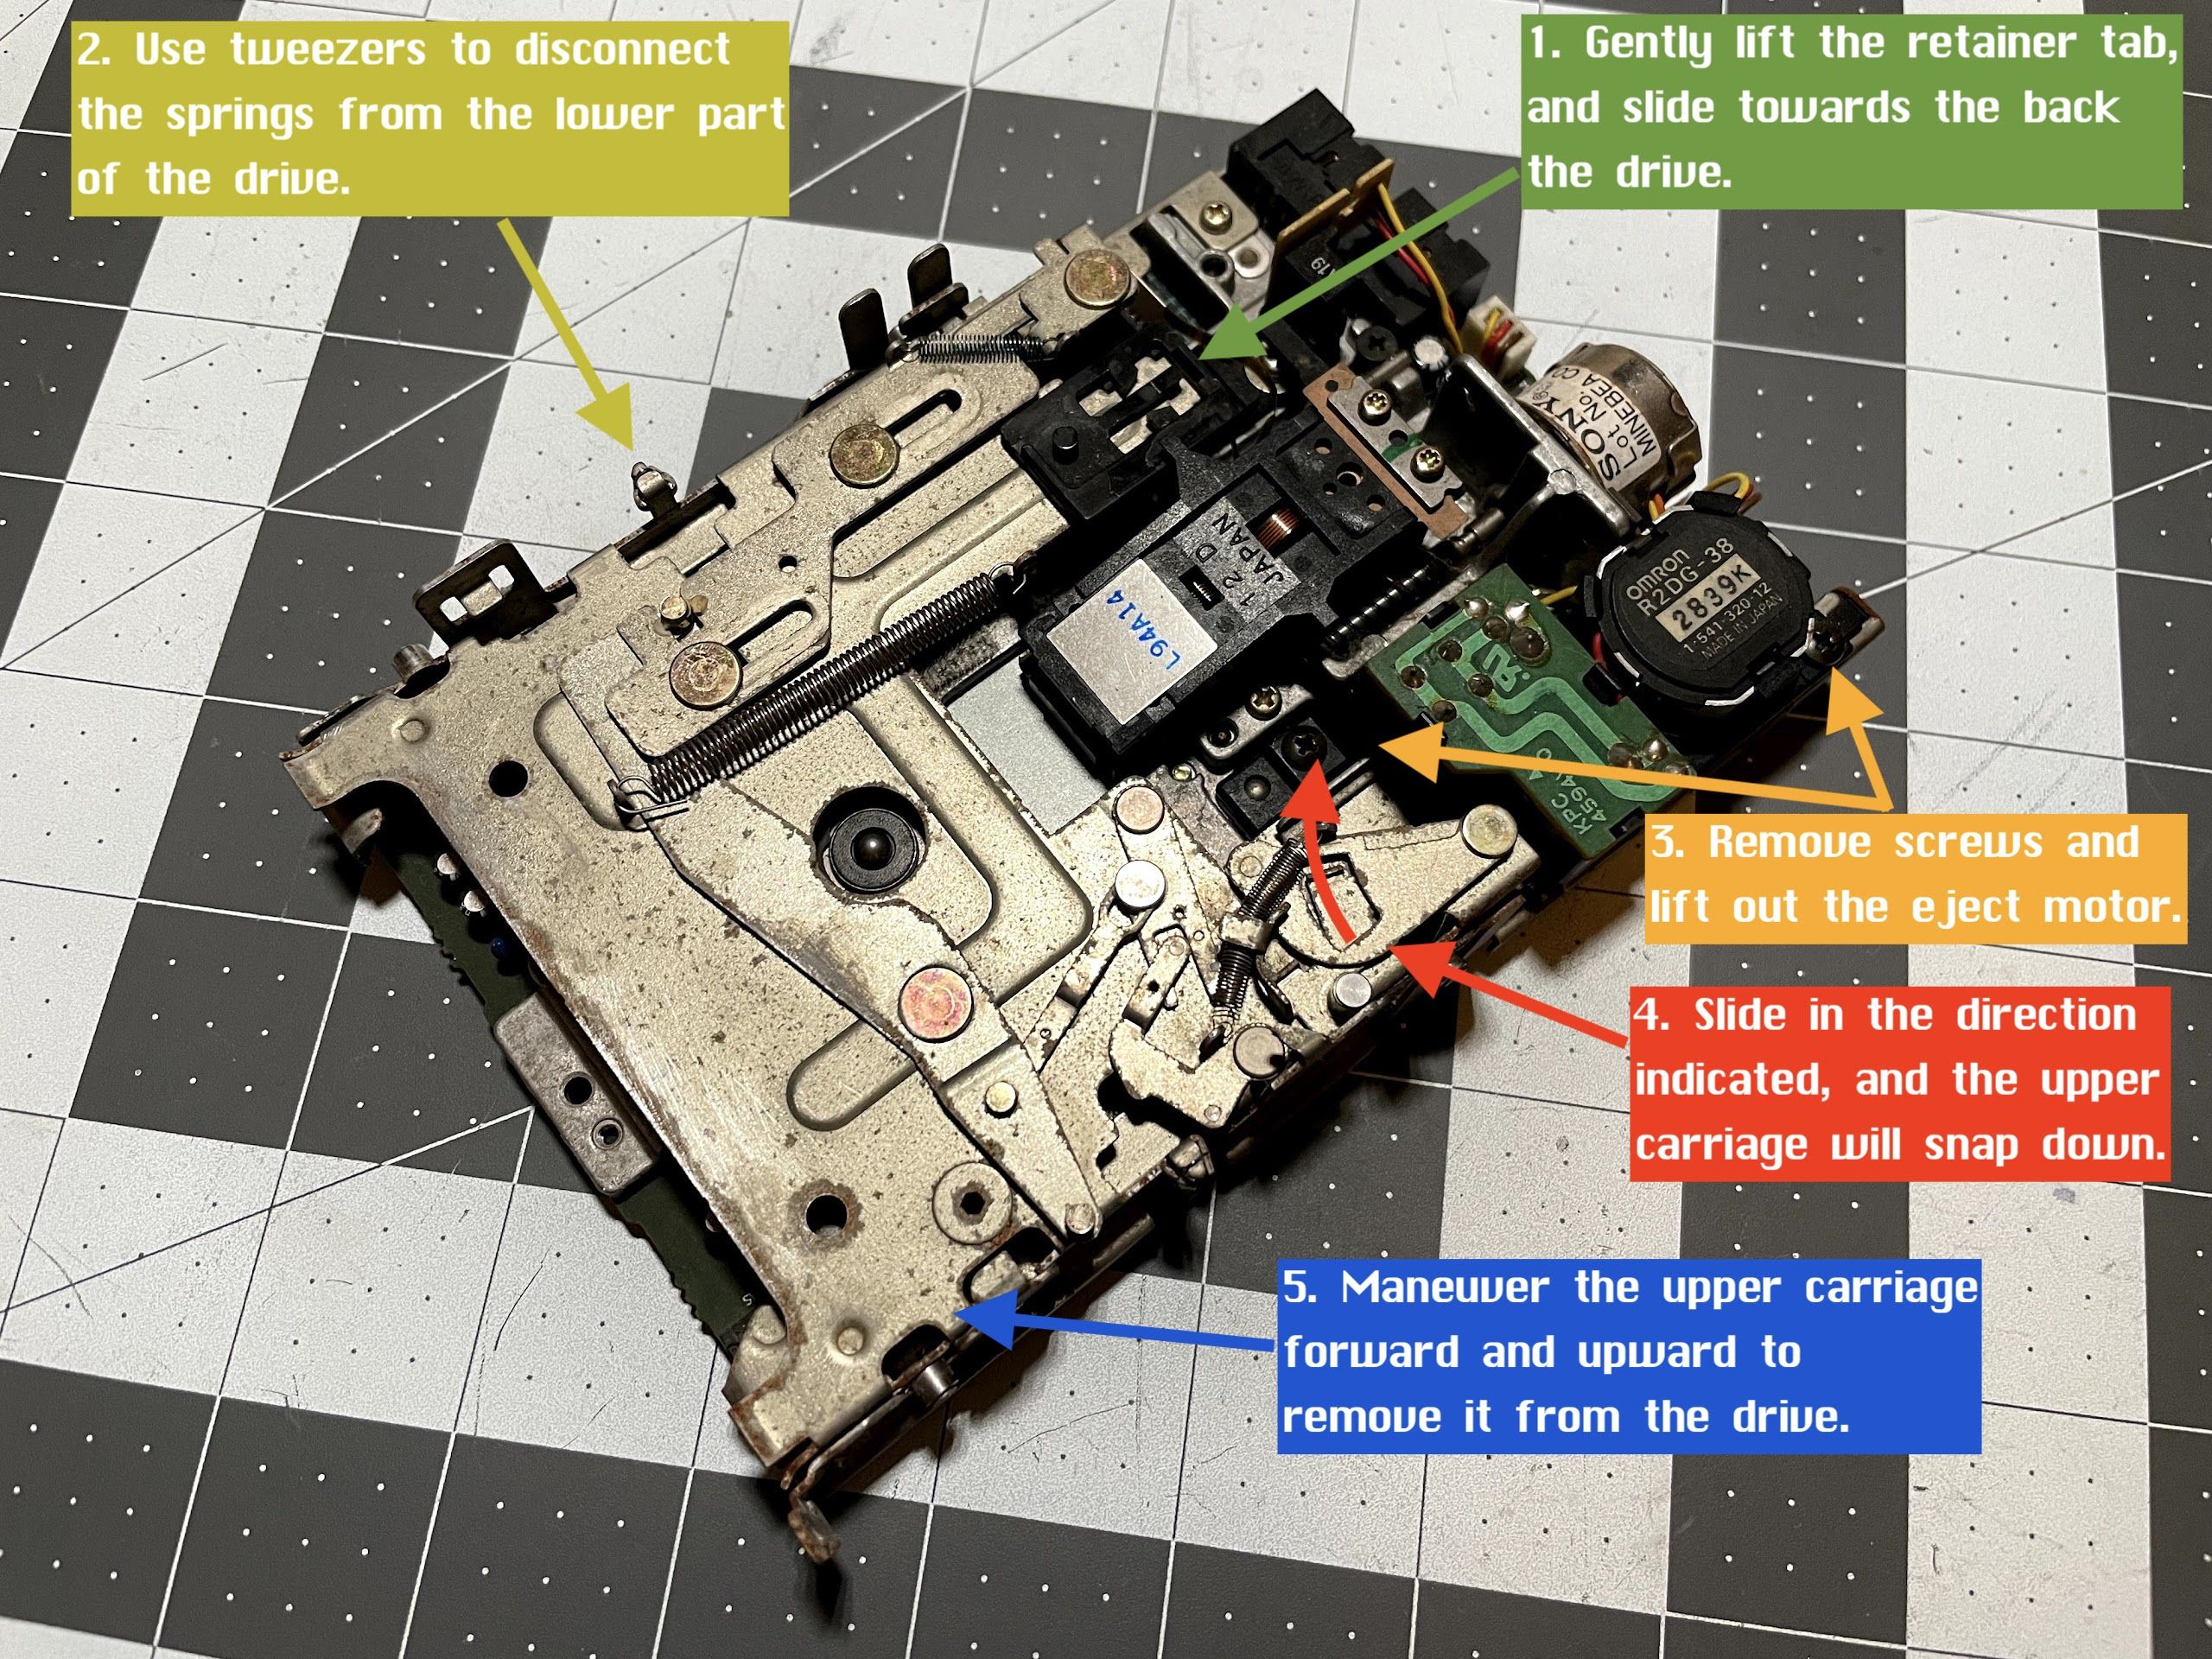 2. Use tweezers to disconnect
the springs from the lower part
of the drive.
1. Gently lift the retainer tab,
and slide towards the back
the drive.
A19
SONY
Lot No.
MINEBEA CO
OMRON
R2DG-38
2839K
1-541-320-12
MADE IN JAPAN
12 D
JAPAN
L94A14
KPC
3. Remove screws and
lift out the eject motor.
4. Slide in the direction
indicated, and the upper
carriage will snap down.
5. Maneuver the upper carriage
forward and upward to
remove it from the drive.